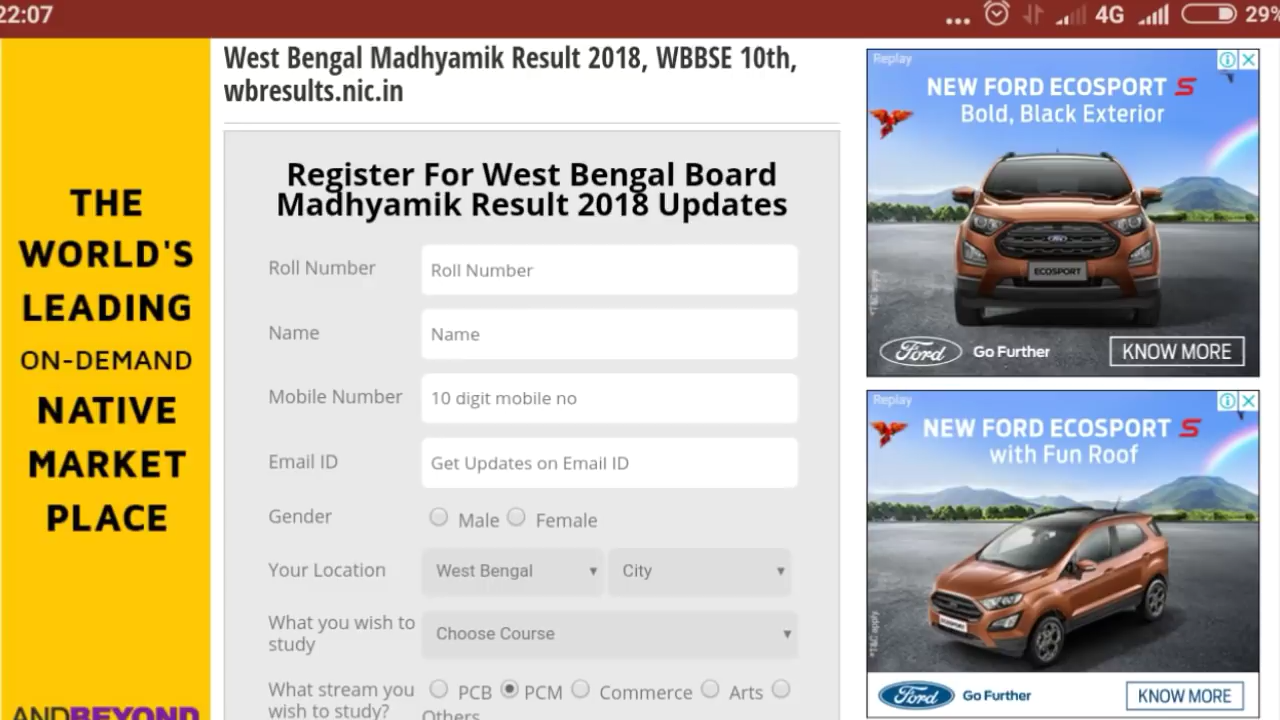 22:07
4G
29%
THE
WORLD'S
LEADING
ON-DEMAND
NATIVE
MARKET
PLACE
ANDBEYOND
West Bengal Madhyamik Result 2018, WBBSE 10th,
wbresults.nic.in
Register For West Bengal Board
Madhyamik Result 2018 Updates
Roll Number
Roll Number
Name
Name
Mobile Number
10 digit mobile no
Email ID
Get Updates on Email ID
Gender
Male Female
Your Location
West Bengal
City
What you wish to
study
Choose Course
What stream you
wish to study?
PCB PCM Commerce Arts
Others
Replay
NEW FORD ECOSPORT S
Bold, Black Exterior
ECOSPORT
*T&C apply
Ford
Go Further
KNOW MORE
Replay
NEW FORD ECOSPORT S
with Fun Roof
ECOSPORT
*T&C apply
Ford
Go Further
KNOW MORE